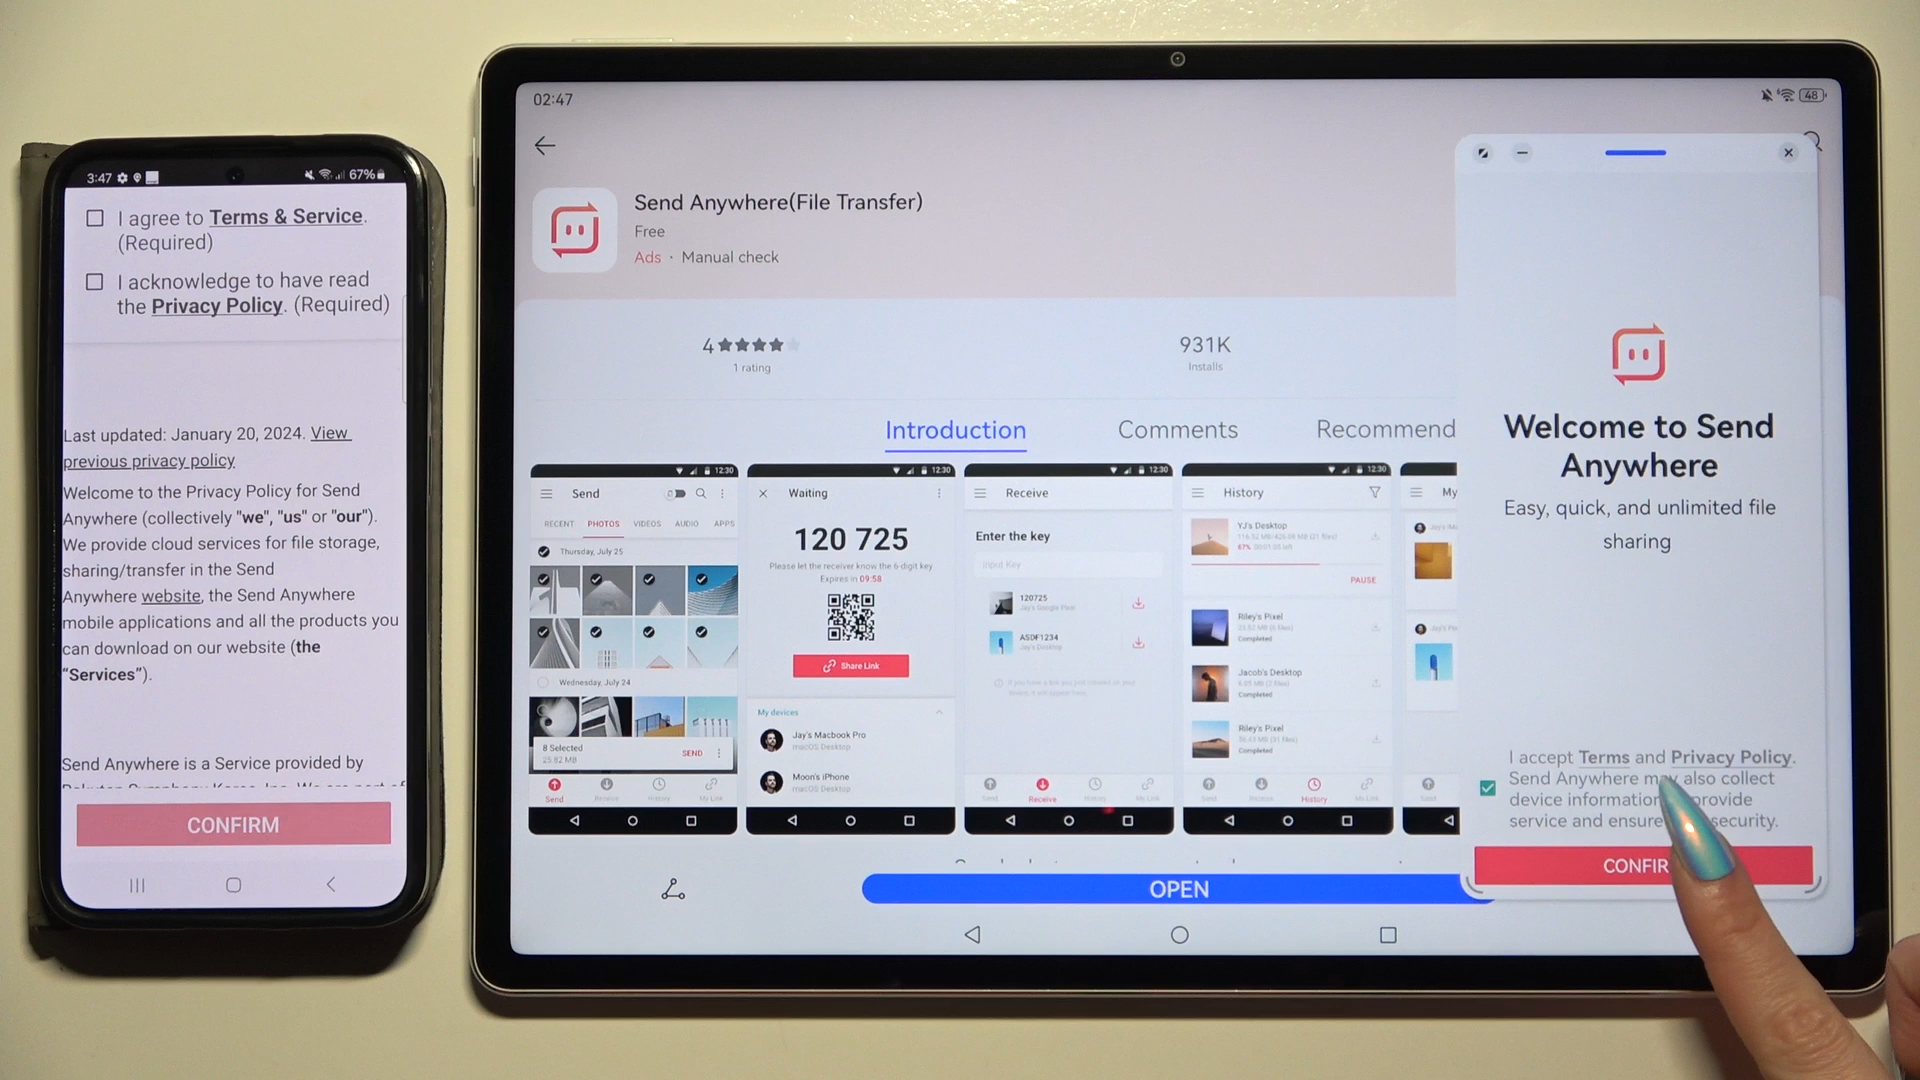 3:47
67%
I agree to Terms & Service.
(Required)
I acknowledge to have read
the Privacy Policy. (Required)
Last updated: January 20, 2024. View
previous privacy policy
Welcome to the Privacy Policy for Send
Anywhere (collectively "we", "us" or "our").
We provide cloud services for file storage,
sharing/transfer in the Send
Anywhere website, the Send Anywhere
mobile applications and all the products you
can download on our website (the
“Services”).
Send Anywhere is a Service provided by
CONFIRM
02:47
48
Send Anywhere(File Transfer)
Free
Ads · Manual check
4
1 rating
931K
Installs
Introduction
Comments
Recommend
12:30
Send
RECENT PHOTOS VIDEOS AUDIO APPS
Thursday, July 25
Wednesday, July 24
8 Selected
25.82 MB
SEND
Send Receive History My Link
12:30
Waiting
120 725
Please let the receiver know the 6-digit key
Expires in 09:58
Share Link
My devices
Jay's Macbook Pro
macOS Desktop
Moon's iPhone
macOS Desktop
12:30
Receive
Enter the key
Input Key
120725
Jay's Google Pixel
ASDF1234
Jay's Desktop
Send Receive History My Link
12:30
History
YJ's Desktop
67%
PAUSE
Riley's Pixel
Completed
Jacob's Desktop
Completed
Riley's Pixel
Completed
Send Receive History My Link
My
OPEN
Welcome to Send
Anywhere
Easy, quick, and unlimited file
sharing
I accept Terms and Privacy Policy.
Send Anywhere may also collect
device information provide
service and ensure security.
CONFIR